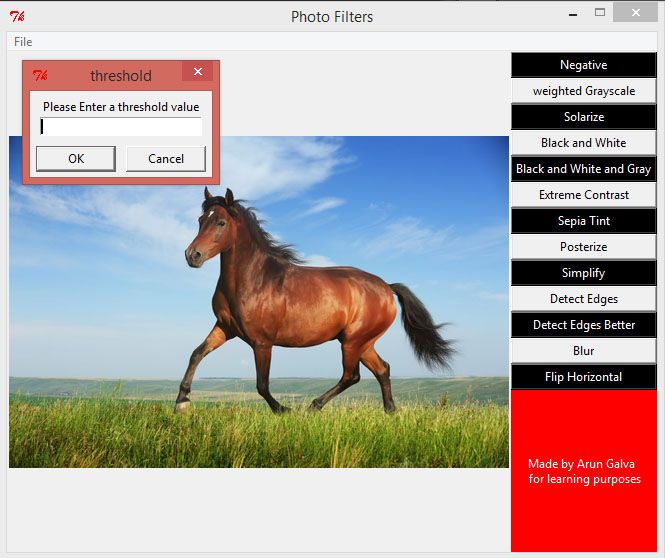 Photo Filters
File
threshold
Please Enter a threshold value
OK
Cancel
Negative
weighted Grayscale
Solarize
Black and White
Black and White and Gray
Extreme Contrast
Sepia Tint
Posterize
Simplify
Detect Edges
Detect Edges Better
Blur
Flip Horizontal
Made by Arun Galva
for learning purposes